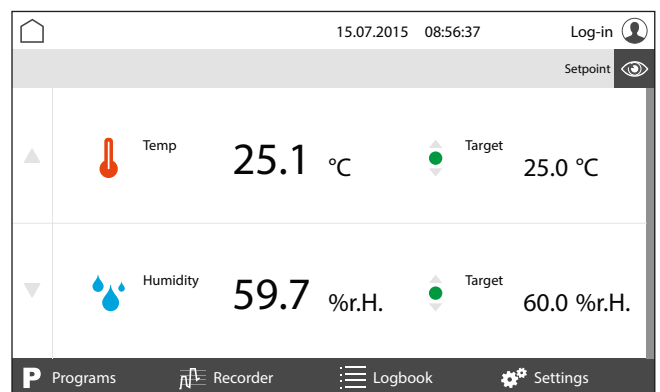 15.07.2015 08:56:37 Log-in
Setpoint
Temp 25.1 °C Target 25.0 °C
Humidity 59.7 %r.H. Target 60.0 %r.H.
P Programs Recorder Logbook Settings